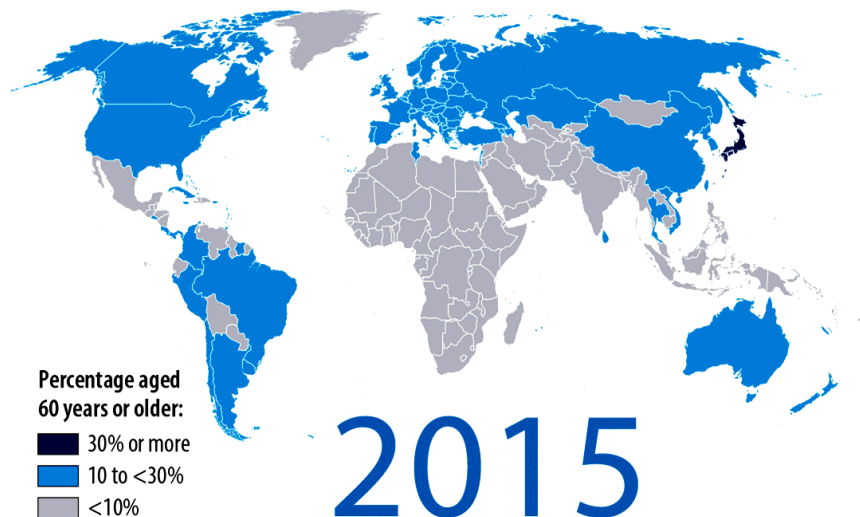 Percentage aged
60 years or older:
30% or more
10 to <30%
<10%
2015